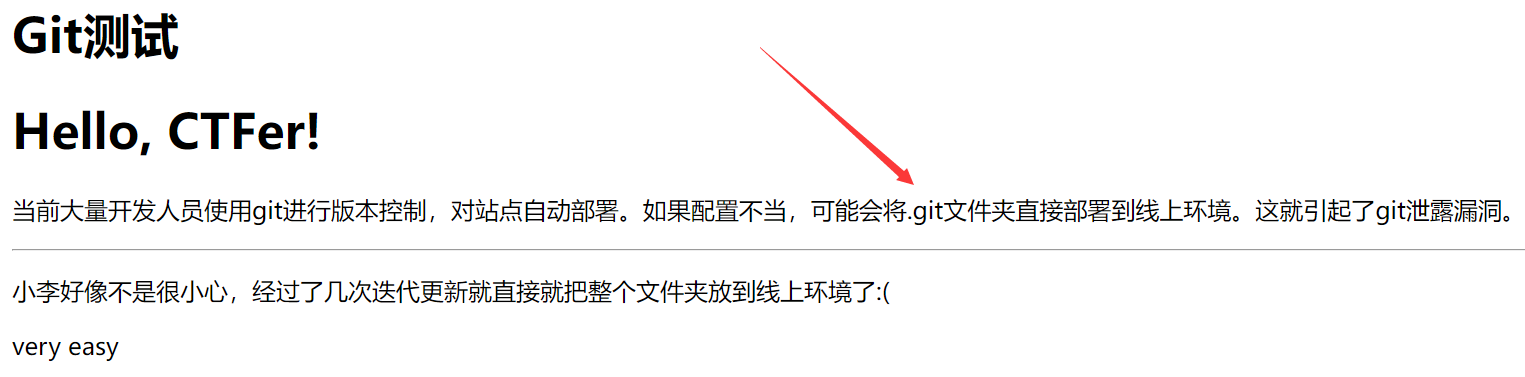 Git测试
Hello, CTFer!
当前大量开发人员使用git进行版本控制，对站点自动部署。如果配置不当，可能会将.git文件夹直接部署到线上环境。这就引起了git泄露漏洞。
小李好像不是很小心，经过了几次迭代更新就直接就把整个文件夹放到线上环境了:(
very easy